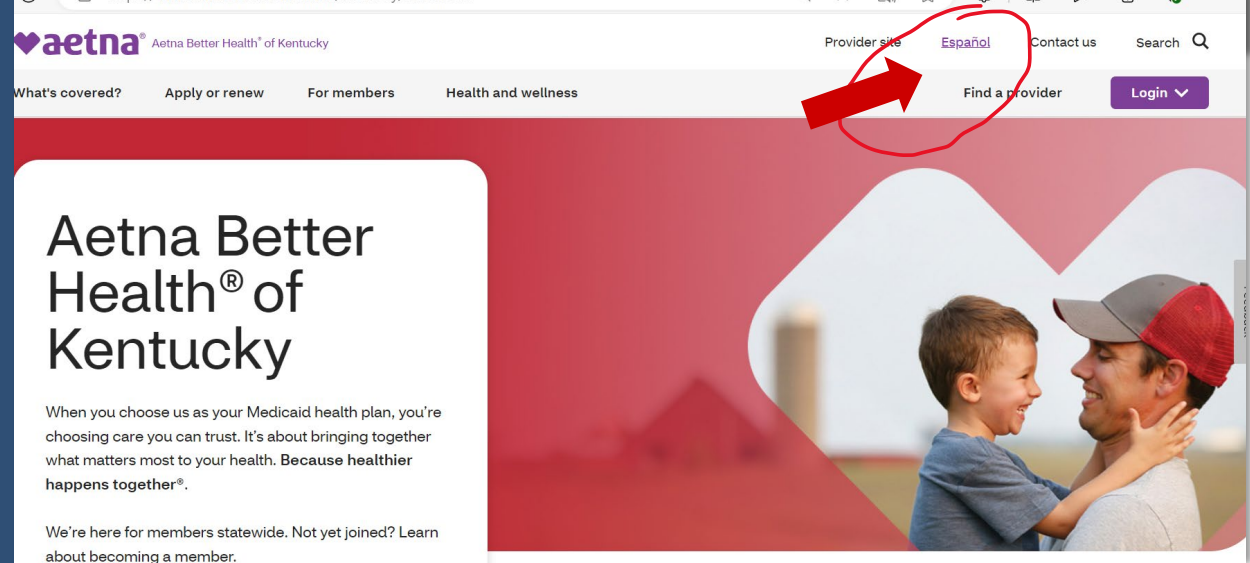 aetna® Aetna Better Health® of Kentucky
Provider site Español Contact us Search
What's covered? Apply or renew For members Health and wellness Find a provider Login
Aetna Better
Health® of
Kentucky
When you choose us as your Medicaid health plan, you're
choosing care you can trust. It's about bringing together
what matters most to your health. Because healthier
happens together®.
We're here for members statewide. Not yet joined? Learn
about becoming a member.